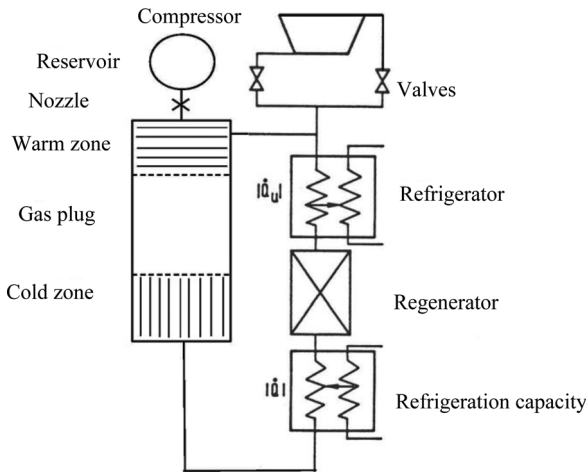 Compressor
Reservoir
Nozzle
Valves
Warm zone
|Q̇u|
Refrigerator
Gas plug
Cold zone
Regenerator
|Q̇|
Refrigeration capacity